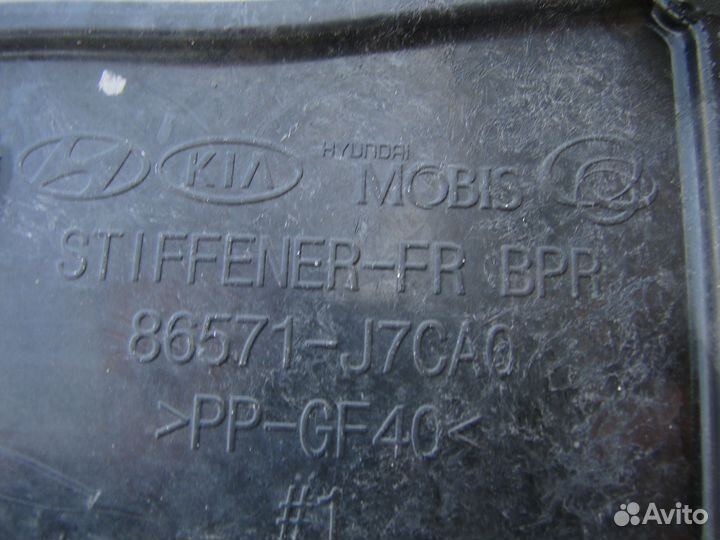 KIA HYUNDAI MOBIS
STIFFENER-FR BPR
86571-J7CA0
>PP-GF40<
#1
Avito